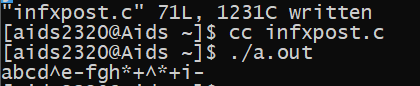 "infxpost.c" 71L, 1231C written
[aids2320@Aids ~]$ cc infxpost.c
[aids2320@Aids ~]$ ./a.out
abcd^e-fgh*+^*+i-